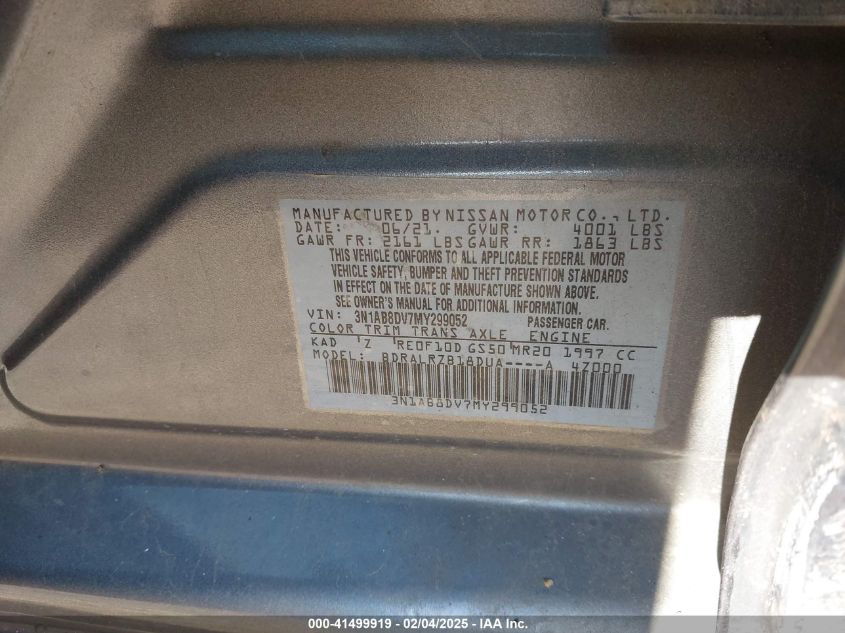 MANUFACTURED BY NISSAN MOTOR CO., LTD.
DATE: 06/21. GVWR: 4001 LBS
GAWR FR: 2161 LBS GAWR RR: 1863 LBS
THIS VEHICLE CONFORMS TO ALL APPLICABLE FEDERAL MOTOR
VEHICLE SAFETY, BUMPER AND THEFT PREVENTION STANDARDS
IN EFFECT ON THE DATE OF MANUFACTURE SHOWN ABOVE.
SEE OWNER'S MANUAL FOR ADDITIONAL INFORMATION.
VIN: 3N1AB8DV7MY299052 PASSENGER CAR.
COLOR TRIM TRANS AXLE ENGINE
KAD Z RE0F10D GS50 MR20 1997 CC
MODEL: BDRALRZB18DUA----A 4Z000
3N1AB8DV7MY299052
000-41499919 - 02/04/2025 - IAA Inc.